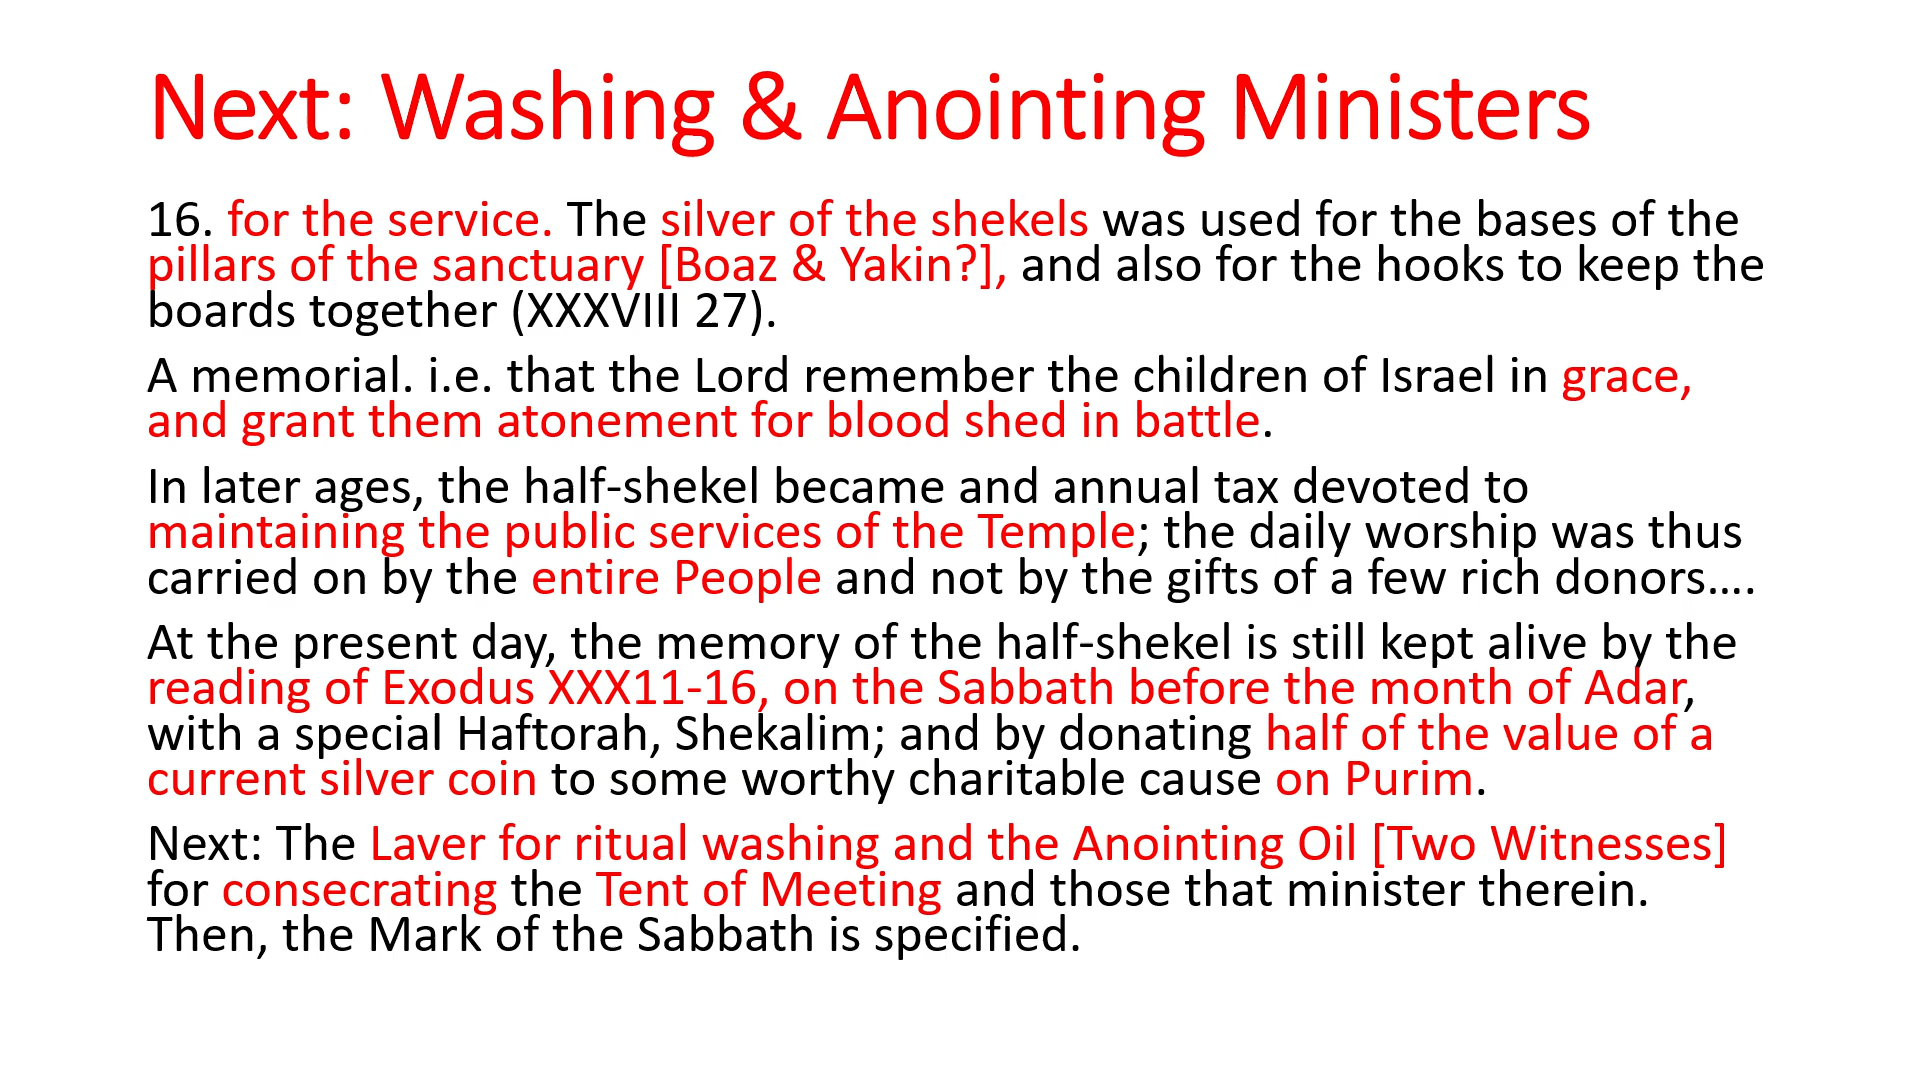 Next: Washing & Anointing Ministers
16. for the service. The silver of the shekels was used for the bases of the
pillars of the sanctuary [Boaz & Yakin?], and also for the hooks to keep the
boards together (XXXVIII 27).
A memorial. i.e. that the Lord remember the children of Israel in grace,
and grant them atonement for blood shed in battle.
In later ages, the half-shekel became and annual tax devoted to
maintaining the public services of the Temple; the daily worship was thus
carried on by the entire People and not by the gifts of a few rich donors....
At the present day, the memory of the half-shekel is still kept alive by the
reading of Exodus XXX11-16, on the Sabbath before the month of Adar,
with a special Haftorah, Shekalim; and by donating half of the value of a
current silver coin to some worthy charitable cause on Purim.
Next: The Laver for ritual washing and the Anointing Oil [Two Witnesses]
for consecrating the Tent of Meeting and those that minister therein.
Then, the Mark of the Sabbath is specified.